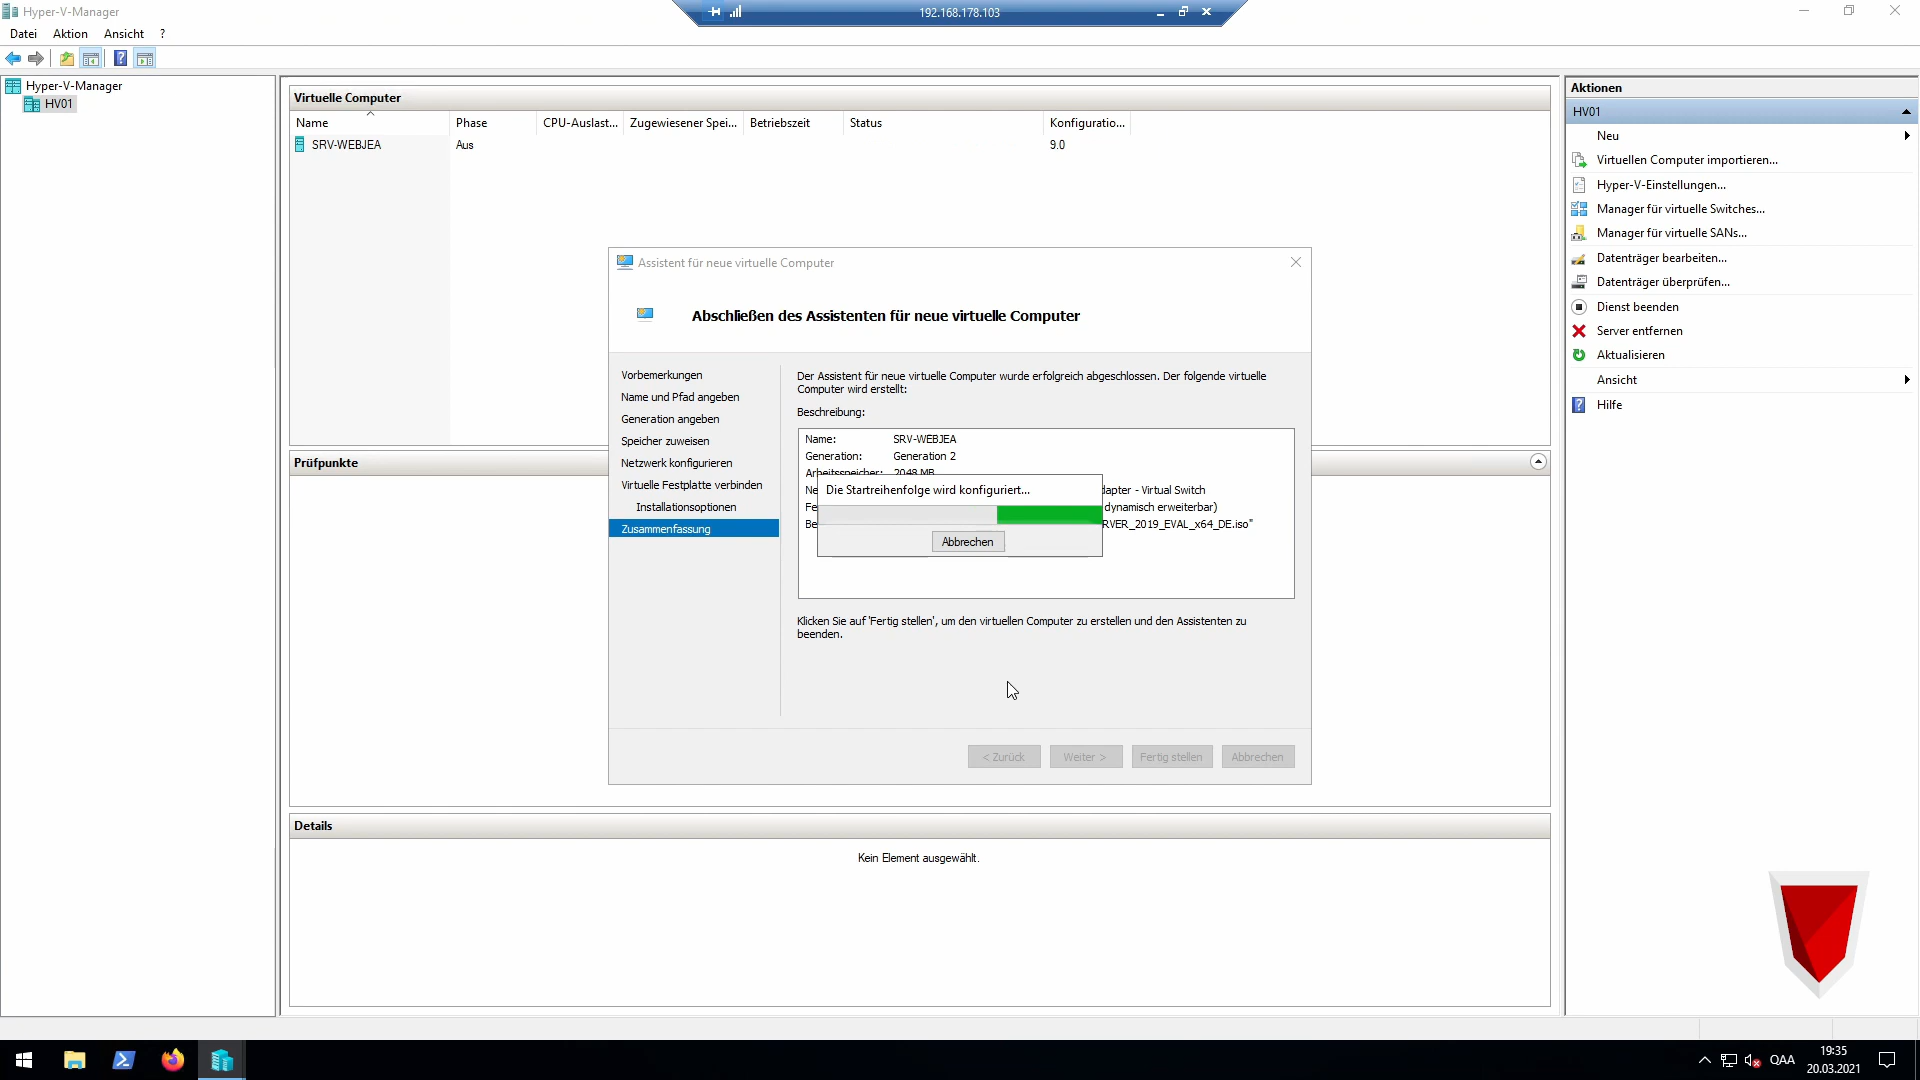 Hyper-V-Manager
192.168.178.103
Datei Aktion Ansicht ?
Hyper-V-Manager
HV01
Virtuelle Computer
Name Phase CPU-Auslast... Zugewiesener Spei... Betriebszeit Status Konfiguratio...
SRV-WEBJEA Aus 9.0
Assistent für neue virtuelle Computer
Abschließen des Assistenten für neue virtuelle Computer
Vorbemerkungen
Name und Pfad angeben
Generation angeben
Speicher zuweisen
Netzwerk konfigurieren
Virtuelle Festplatte verbinden
Installationsoptionen
Zusammenfassung
Der Assistent für neue virtuelle Computer wurde erfolgreich abgeschlossen. Der folgende virtuelle
Computer wird erstellt:
Beschreibung:
Name: SRV-WEBJEA
Generation: Generation 2
Arbeitsspeicher: 2048 MB
Ne dapter - Virtual Switch
Fe dynamisch erweiterbar)
Be RVER_2019_EVAL_x64_DE.iso"
Die Startreihenfolge wird konfiguriert...
Abbrechen
Klicken Sie auf 'Fertig stellen', um den virtuellen Computer zu erstellen und den Assistenten zu
beenden.
< Zurück Weiter > Fertig stellen Abbrechen
Prüfpunkte
Details
Kein Element ausgewählt.
Aktionen
HV01
Neu
Virtuellen Computer importieren...
Hyper-V-Einstellungen...
Manager für virtuelle Switches...
Manager für virtuelle SANs...
Datenträger bearbeiten...
Datenträger überprüfen...
Dienst beenden
Server entfernen
Aktualisieren
Ansicht
Hilfe
QAA
19:35
20.03.2021